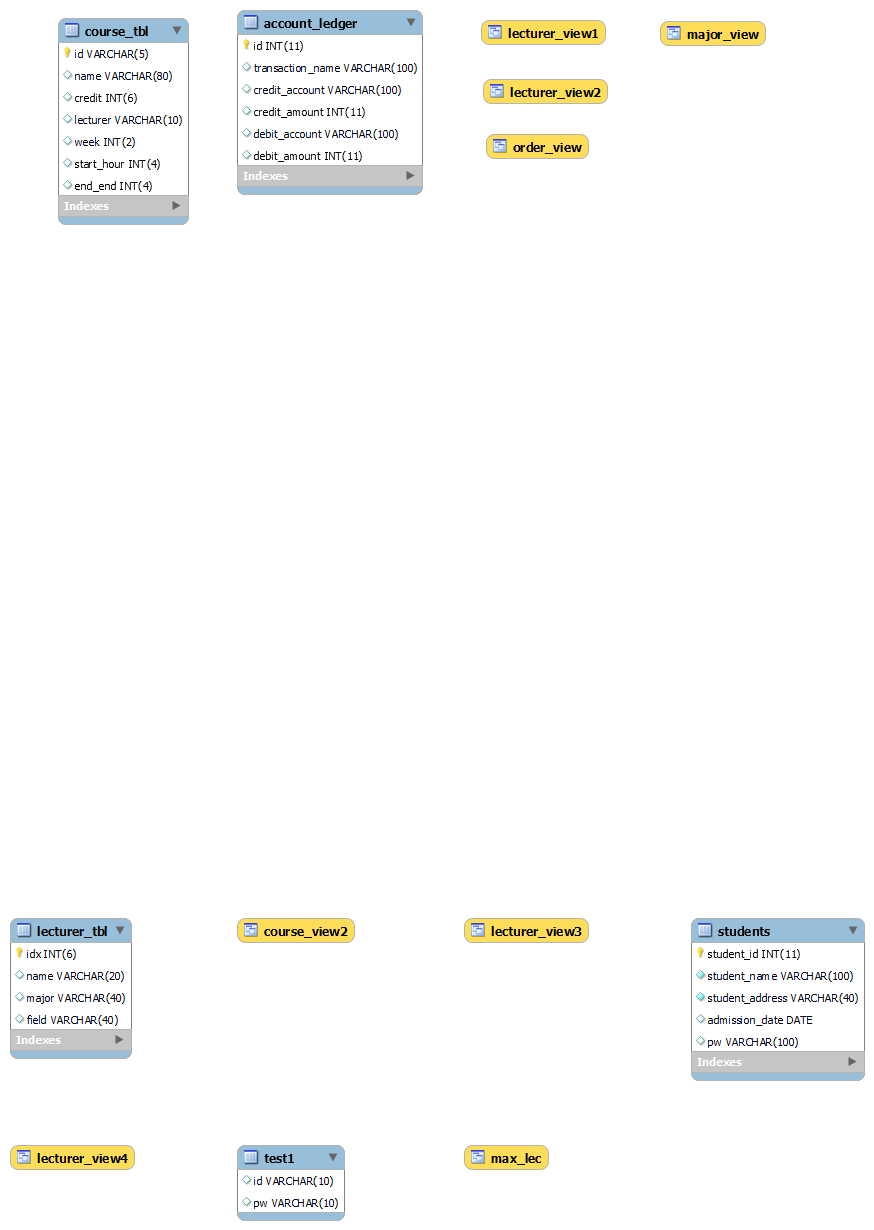 course_tbl
id VARCHAR(5)
name VARCHAR(80)
credit INT(6)
lecturer VARCHAR(10)
week INT(2)
start_hour INT(4)
end_end INT(4)
Indexes
account_ledger
id INT(11)
transaction_name VARCHAR(100)
credit_account VARCHAR(100)
credit_amount INT(11)
debit_account VARCHAR(100)
debit_amount INT(11)
Indexes
lecturer_view1
major_view
lecturer_view2
order_view
lecturer_tbl
idx INT(6)
name VARCHAR(20)
major VARCHAR(40)
field VARCHAR(40)
Indexes
course_view2
lecturer_view3
students
student_id INT(11)
student_name VARCHAR(100)
student_address VARCHAR(40)
admission_date DATE
pw VARCHAR(100)
Indexes
lecturer_view4
test1
id VARCHAR(10)
pw VARCHAR(10)
max_lec